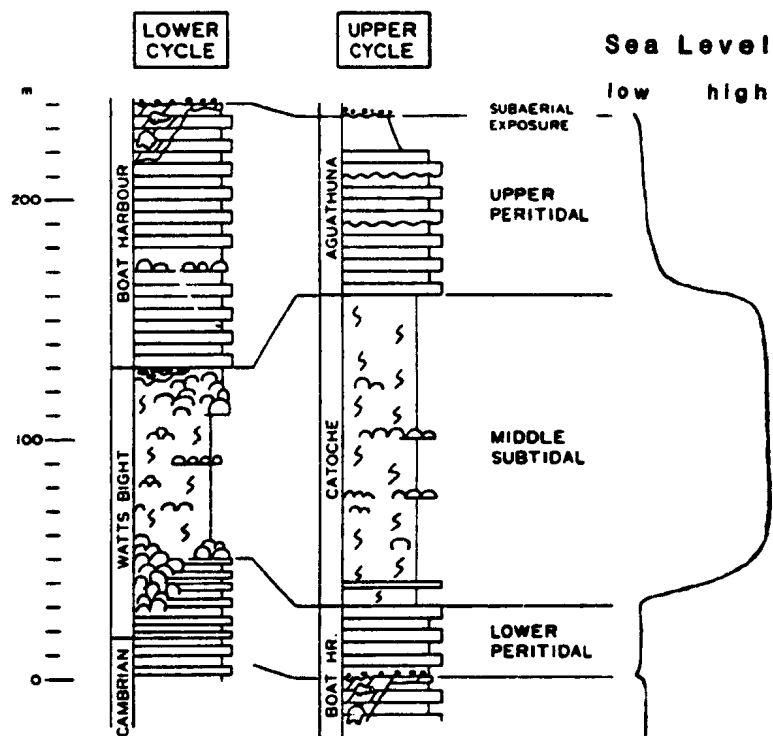 LOWER
CYCLE
UPPER
CYCLE
Sea Level
low high
m
SUBAERIAL
EXPOSURE
200
BOAT HARBOUR
AGUATHUNA
UPPER
PERITIDAL
100
WATTS BIGHT
CATOCHE
MIDDLE
SUBTIDAL
LOWER
PERITIDAL
0
CAMBRIAN
BOAT HR.